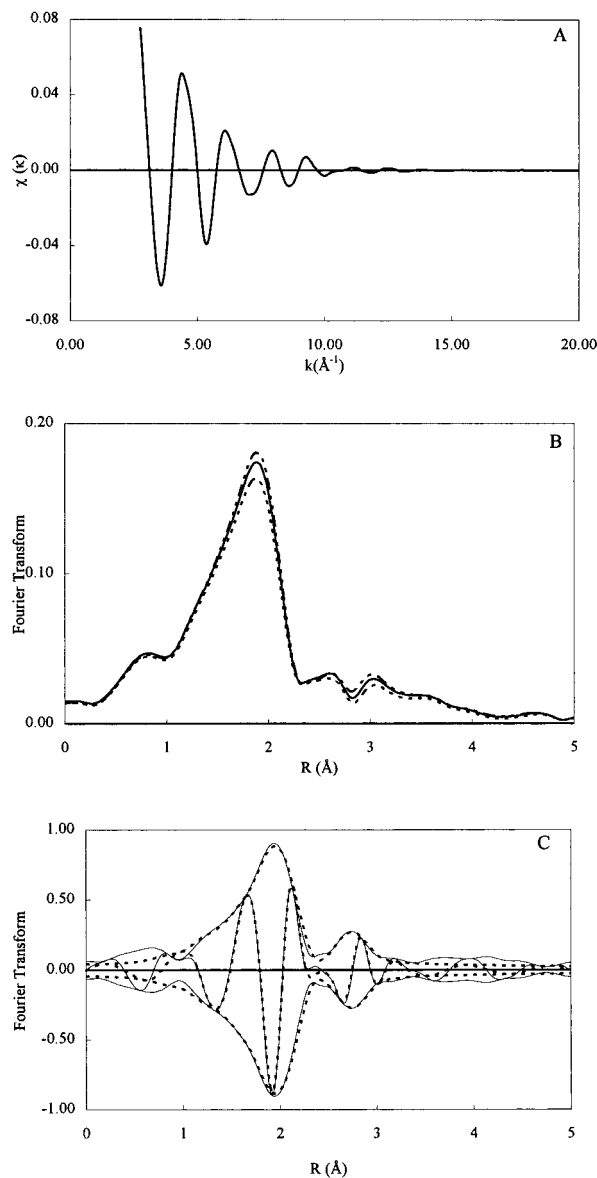 A
0.08
0.04
0.00
-0.04
-0.08
χ (κ)
0.00 5.00 10.00 15.00 20.00
k(Å⁻¹)
B
0.20
0.10
0.00
Fourier Transform
0 1 2 3 4 5
R (Å)
C
1.00
0.50
0.00
-0.50
-1.00
Fourier Transform
0 1 2 3 4 5
R (Å)